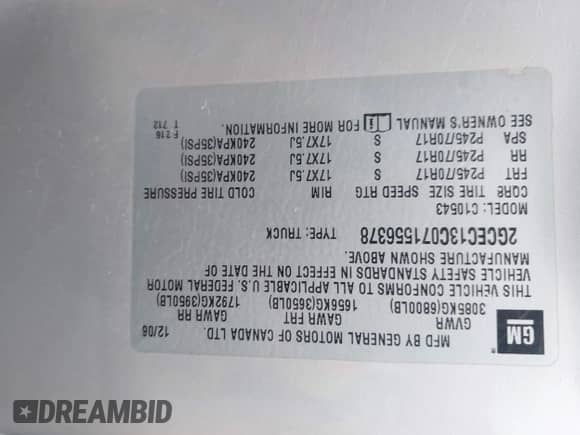 GM
MFD BY GENERAL MOTORS OF CANADA LTD.
12/06
GVWR GAWR FRT GAWR RR
3085KG(6800LB) 1656KG(3650LB) 1792KG(3950LB)
THIS VEHICLE CONFORMS TO ALL APPLICABLE U.S. FEDERAL MOTOR
VEHICLE SAFETY STANDARDS IN EFFECT ON THE DATE OF
MANUFACTURE SHOWN ABOVE.
2GCEC13C071556378 TYPE: TRUCK
MODEL: C10543
TIRE SIZE SPEED RTG RIM COLD TIRE PRESSURE
FRT P245/70R17 S 17X7.5J 240KPA(35PSI)
RR P245/70R17 S 17X7.5J 240KPA(35PSI)
SPA P245/70R17 S 17X7.5J 240KPA(35PSI)
SEE OWNER'S MANUAL FOR MORE INFORMATION.
F 216
T 712
DREAMBID